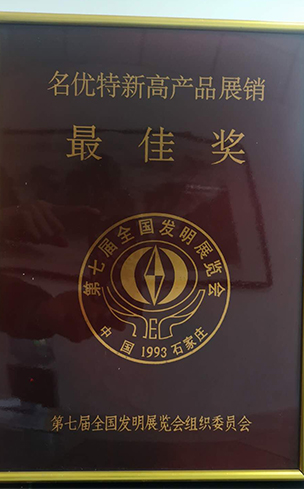 名优特新高产品展销
最佳奖
第七届全国发明展览会
IEC
中国 1993 石家庄
第七届全国发明展览会组织委员会